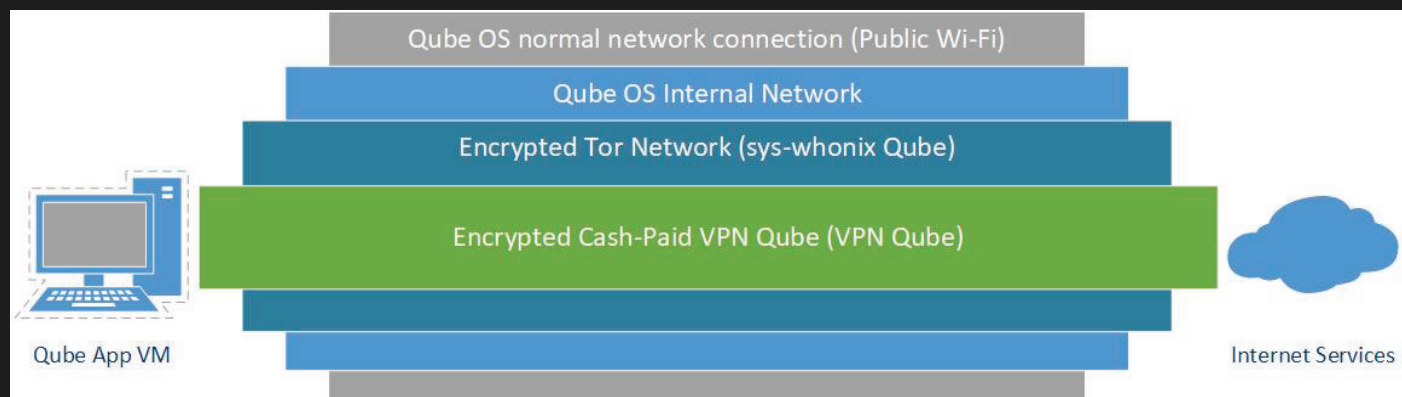 Qube OS normal network connection (Public Wi-Fi)
Qube OS Internal Network
Encrypted Tor Network (sys-whonix Qube)
Encrypted Cash-Paid VPN Qube (VPN Qube)
Qube App VM
Internet Services